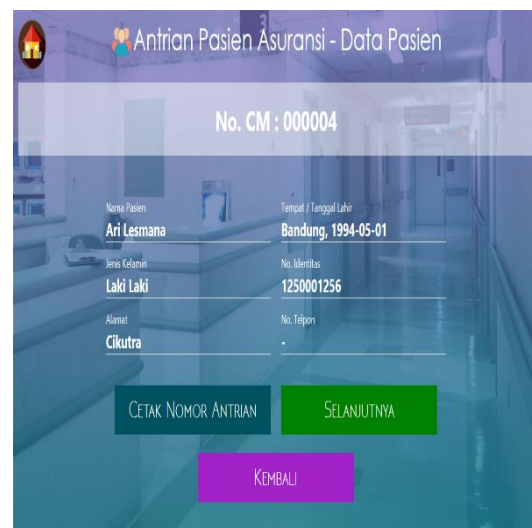 3
Antrian Pasien Asuransi - Data Pasien
No. CM : 000004
Nama Pasien
Ari Lesmana
Tempat / Tanggal Lahir
Bandung, 1994-05-01
Jenis Kelamin
Laki Laki
No. Identitas
1250001256
Alamat
Cikutra
No. Telpon
-
CETAK NOMOR ANTRIAN
SELANJUTNYA
KEMBALI